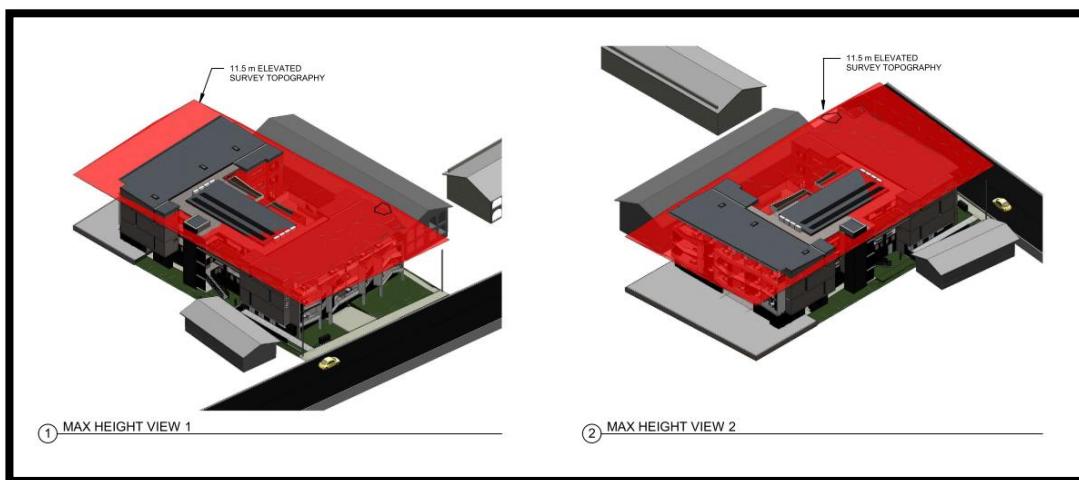 11.5 m ELEVATED
SURVEY TOPOGRAPHY
1 MAX HEIGHT VIEW 1
11.5 m ELEVATED
SURVEY TOPOGRAPHY
2 MAX HEIGHT VIEW 2